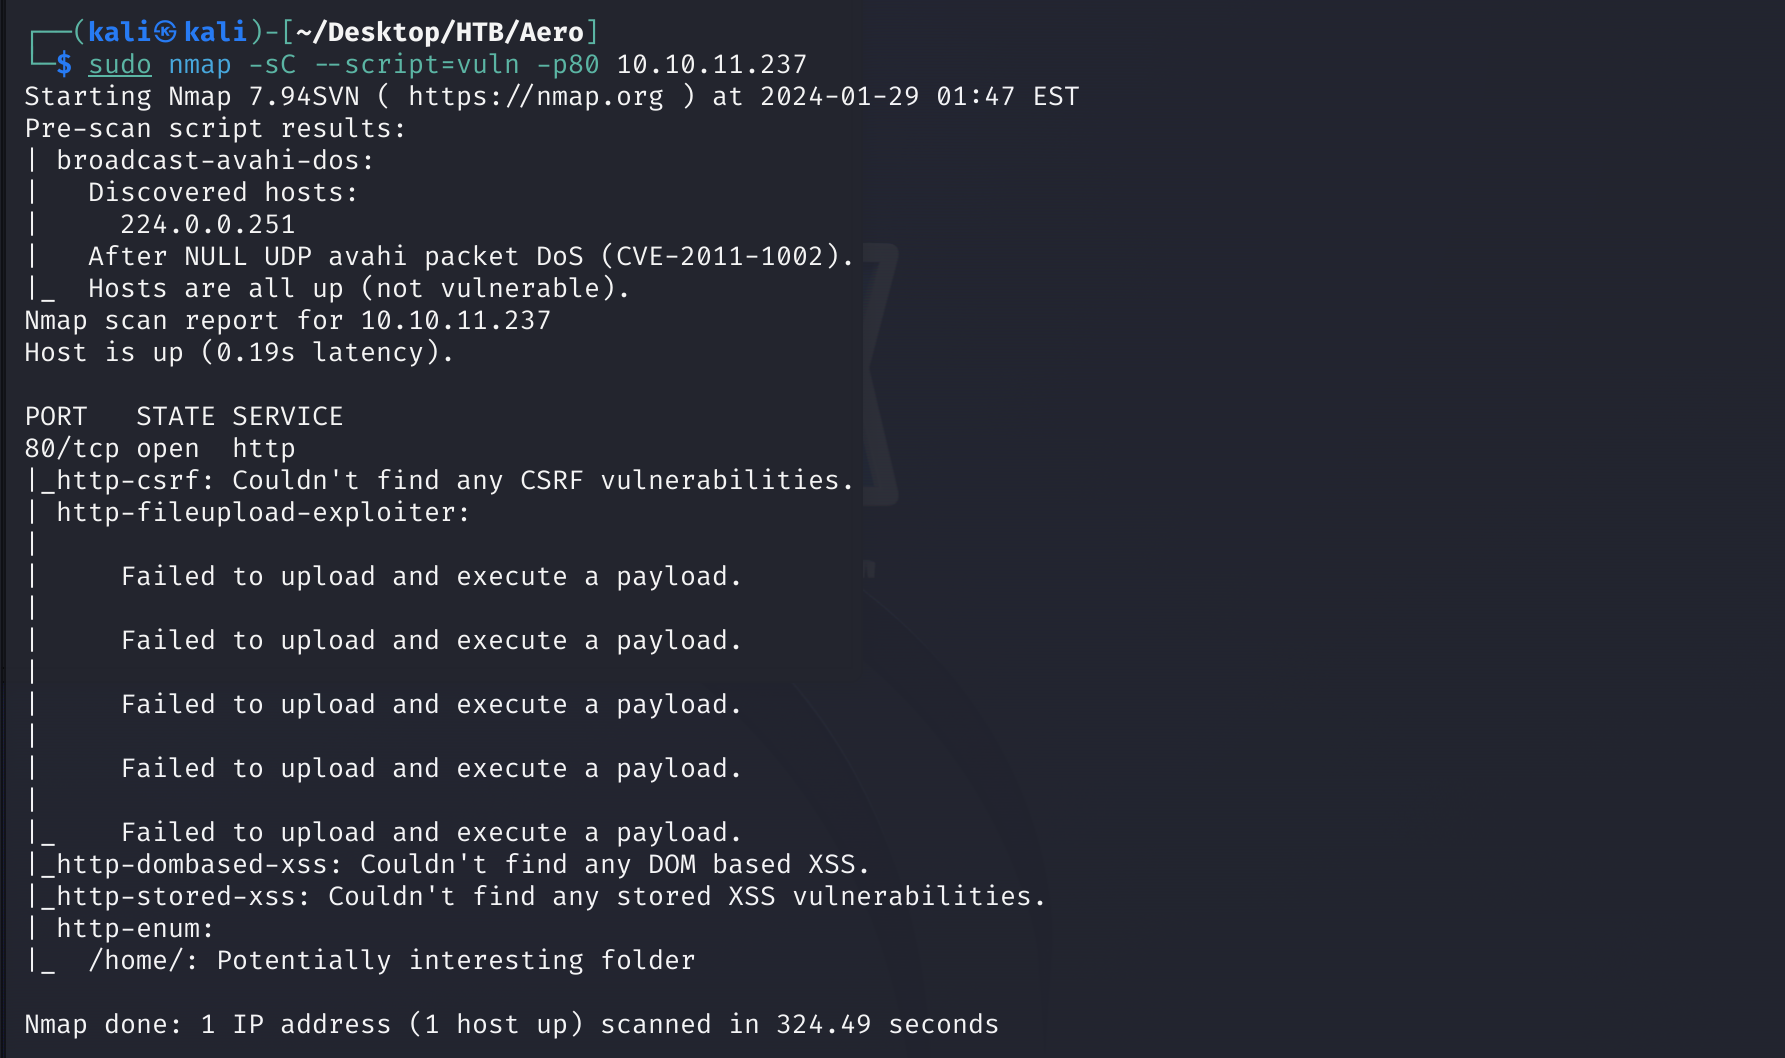 ┌──(kali㉿kali)-[~/Desktop/HTB/Aero]
└─$ sudo nmap -sC --script=vuln -p80 10.10.11.237
Starting Nmap 7.94SVN ( https://nmap.org ) at 2024-01-29 01:47 EST
Pre-scan script results:
| broadcast-avahi-dos:
|   Discovered hosts:
|     224.0.0.251
|   After NULL UDP avahi packet DoS (CVE-2011-1002).
|_  Hosts are all up (not vulnerable).
Nmap scan report for 10.10.11.237
Host is up (0.19s latency).

PORT   STATE SERVICE
80/tcp open  http
|_http-csrf: Couldn't find any CSRF vulnerabilities.
| http-fileupload-exploiter:
|
|     Failed to upload and execute a payload.
|
|     Failed to upload and execute a payload.
|
|     Failed to upload and execute a payload.
|
|     Failed to upload and execute a payload.
|
|_    Failed to upload and execute a payload.
|_http-dombased-xss: Couldn't find any DOM based XSS.
|_http-stored-xss: Couldn't find any stored XSS vulnerabilities.
| http-enum:
|_  /home/: Potentially interesting folder

Nmap done: 1 IP address (1 host up) scanned in 324.49 seconds